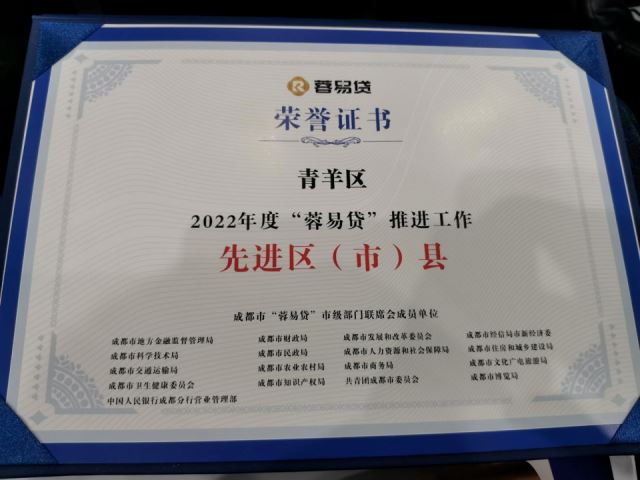 蓉易贷
荣誉证书
青羊区
2022年度“蓉易贷”推进工作
先进区（市）县
成都市“蓉易贷”市级部门联席会成员单位
成都市地方金融监督管理局 成都市财政局 成都市发展和改革委员会 成都市经信局市新经济委
成都市科学技术局 成都市民政局 成都市人力资源和社会保障局 成都市住房和城乡建设局
成都市交通运输局 成都市农业农村局 成都市商务局 成都市文化广电旅游局
成都市卫生健康委员会 成都市知识产权局 共青团成都市委员会 成都市博览局
中国人民银行成都分行营业管理部